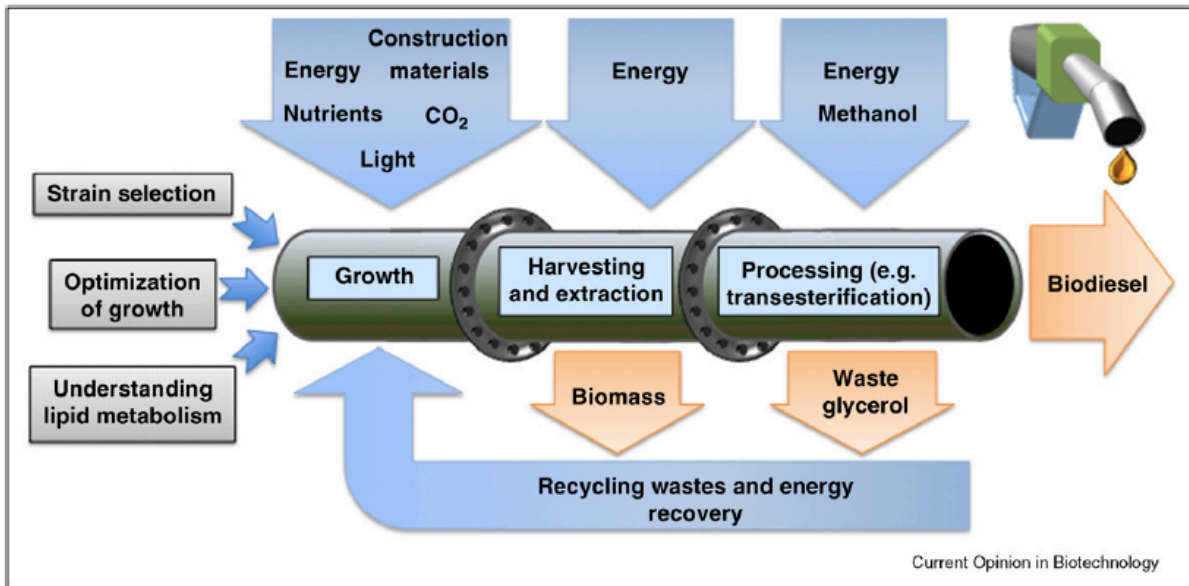 Construction
materials
Energy
Nutrients
CO₂
Light
Energy
Energy
Methanol
Strain selection
Optimization
of growth
Understanding
lipid metabolism
Growth
Harvesting
and extraction
Processing (e.g.
transesterification)
Biodiesel
Biomass
Waste
glycerol
Recycling wastes and energy
recovery
Current Opinion in Biotechnology